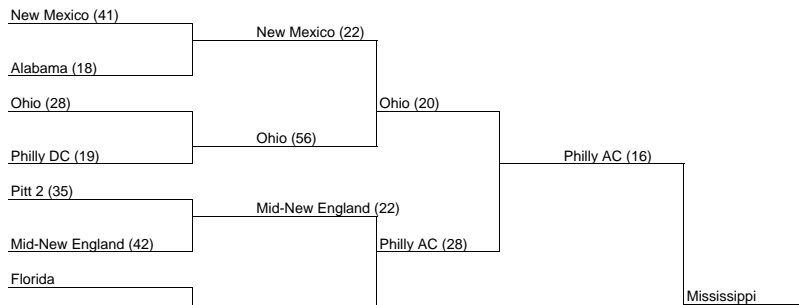 New Mexico (41)
New Mexico (22)
Alabama (18)
Ohio (28)
Ohio (20)
Ohio (56)
Philly DC (19)
Philly AC (16)
Pitt 2 (35)
Mid-New England (22)
Mid-New England (42)
Philly AC (28)
Florida
Mississippi